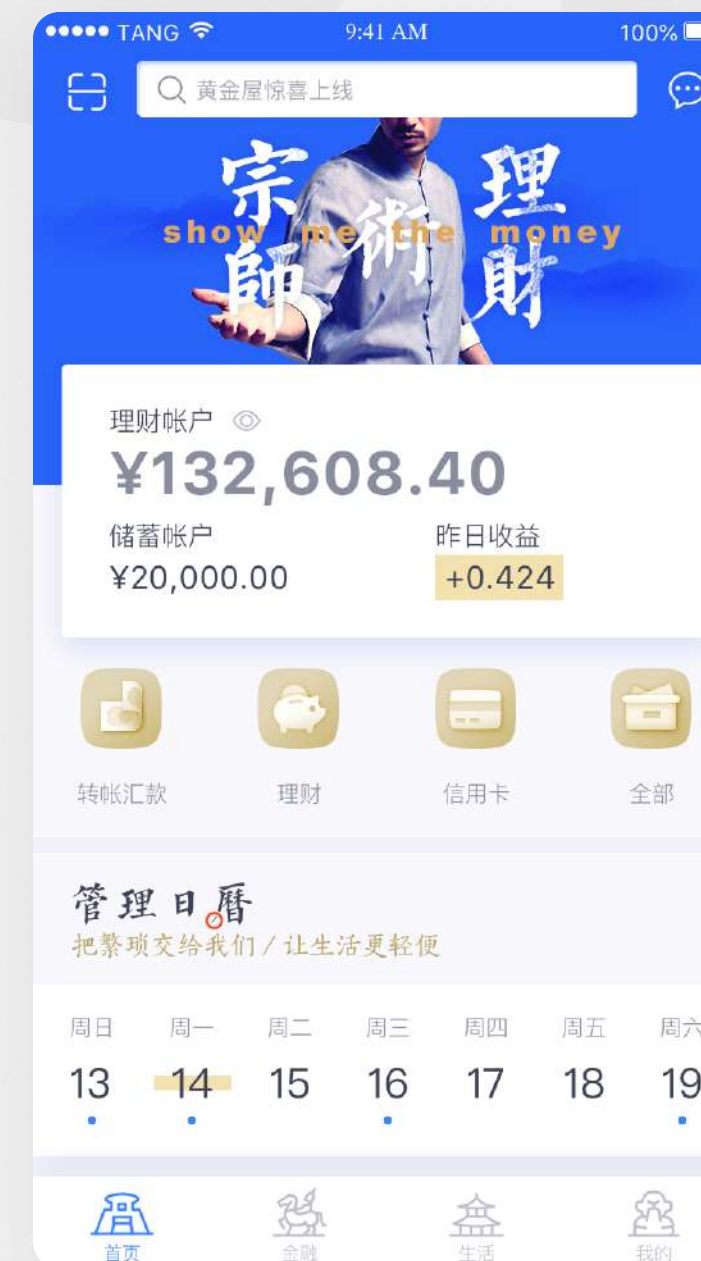 TANG 9:41 AM 100%
黄金屋惊喜上线
理財
術
宗師
show me the money
理财帐户
¥132,608.40
储蓄帐户 昨日收益
¥20,000.00 +0.424
转帐汇款 理财 信用卡 全部
管理日曆
把繁琐交给我们/让生活更轻便
周日 周一 周二 周三 周四 周五 周六
13 14 15 16 17 18 19
首页 金融 生活 我的